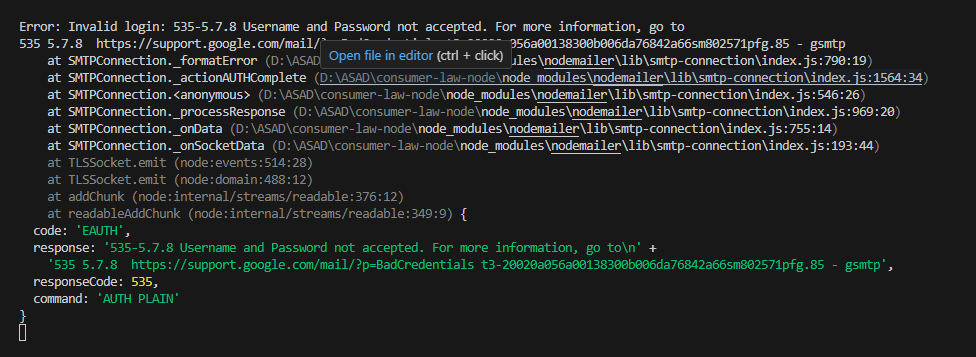 Error: Invalid login: 535-5.7.8 Username and Password not accepted. For more information, go to
535 5.7.8  https://support.google.com/mail/?p=BadCredentials t3-20020a056a00138300b006da76842a66sm802571pfg.85 - gsmtp
Open file in editor (ctrl + click)
    at SMTPConnection._formatError (D:\ASAD\consumer-law-node\node_modules\nodemailer\lib\smtp-connection\index.js:790:19)
    at SMTPConnection._actionAUTHComplete (D:\ASAD\consumer-law-node\node_modules\nodemailer\lib\smtp-connection\index.js:1564:34)
    at SMTPConnection.<anonymous> (D:\ASAD\consumer-law-node\node_modules\nodemailer\lib\smtp-connection\index.js:546:26)
    at SMTPConnection._processResponse (D:\ASAD\consumer-law-node\node_modules\nodemailer\lib\smtp-connection\index.js:969:20)
    at SMTPConnection._onData (D:\ASAD\consumer-law-node\node_modules\nodemailer\lib\smtp-connection\index.js:755:14)
    at SMTPConnection._onSocketData (D:\ASAD\consumer-law-node\node_modules\nodemailer\lib\smtp-connection\index.js:193:44)
    at TLSSocket.emit (node:events:514:28)
    at TLSSocket.emit (node:domain:488:12)
    at addChunk (node:internal/streams/readable:376:12)
    at readableAddChunk (node:internal/streams/readable:349:9) {
  code: 'EAUTH',
  response: '535-5.7.8 Username and Password not accepted. For more information, go to\n' +
    '535 5.7.8  https://support.google.com/mail/?p=BadCredentials t3-20020a056a00138300b006da76842a66sm802571pfg.85 - gsmtp',
  responseCode: 535,
  command: 'AUTH PLAIN'
}